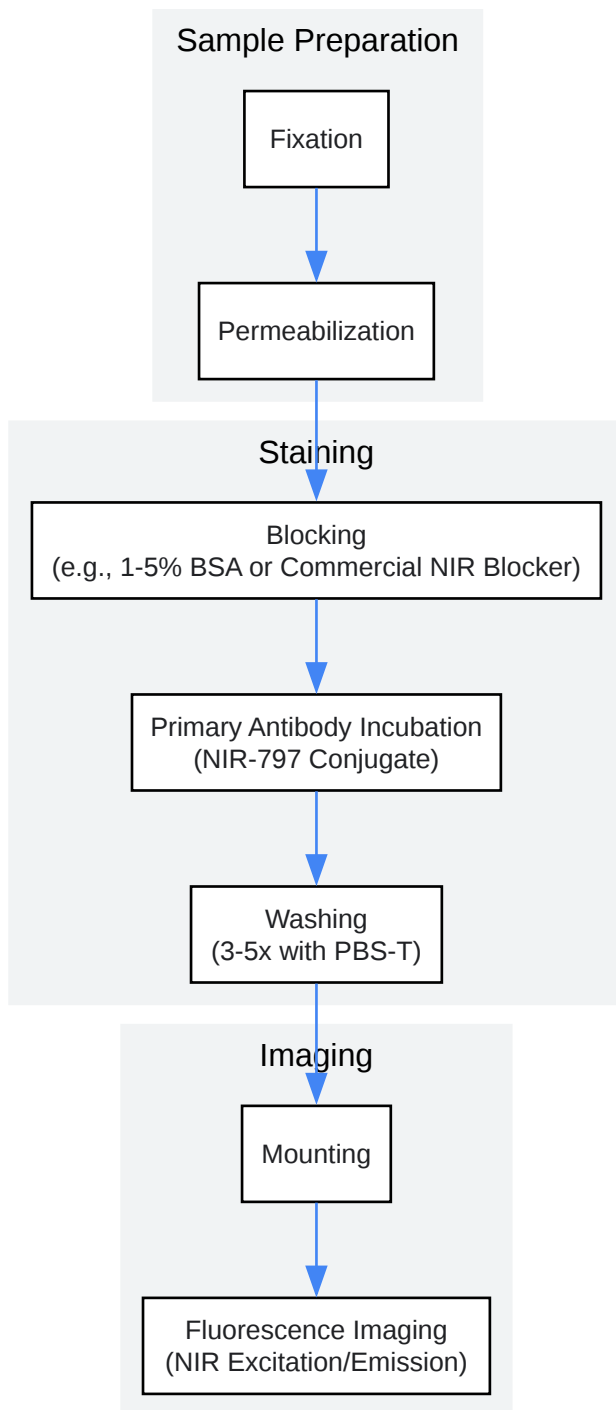 Sample Preparation
Fixation
Permeabilization
Staining
Blocking
(e.g., 1-5% BSA or Commercial NIR Blocker)
Primary Antibody Incubation
(NIR-797 Conjugate)
Washing
(3-5x with PBS-T)
Imaging
Mounting
Fluorescence Imaging
(NIR Excitation/Emission)